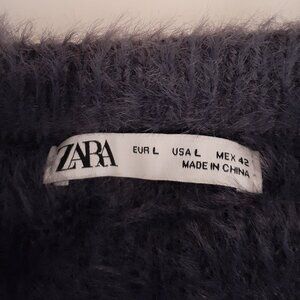 ZARA EUR L USA L MEX 42
MADE IN CHINA